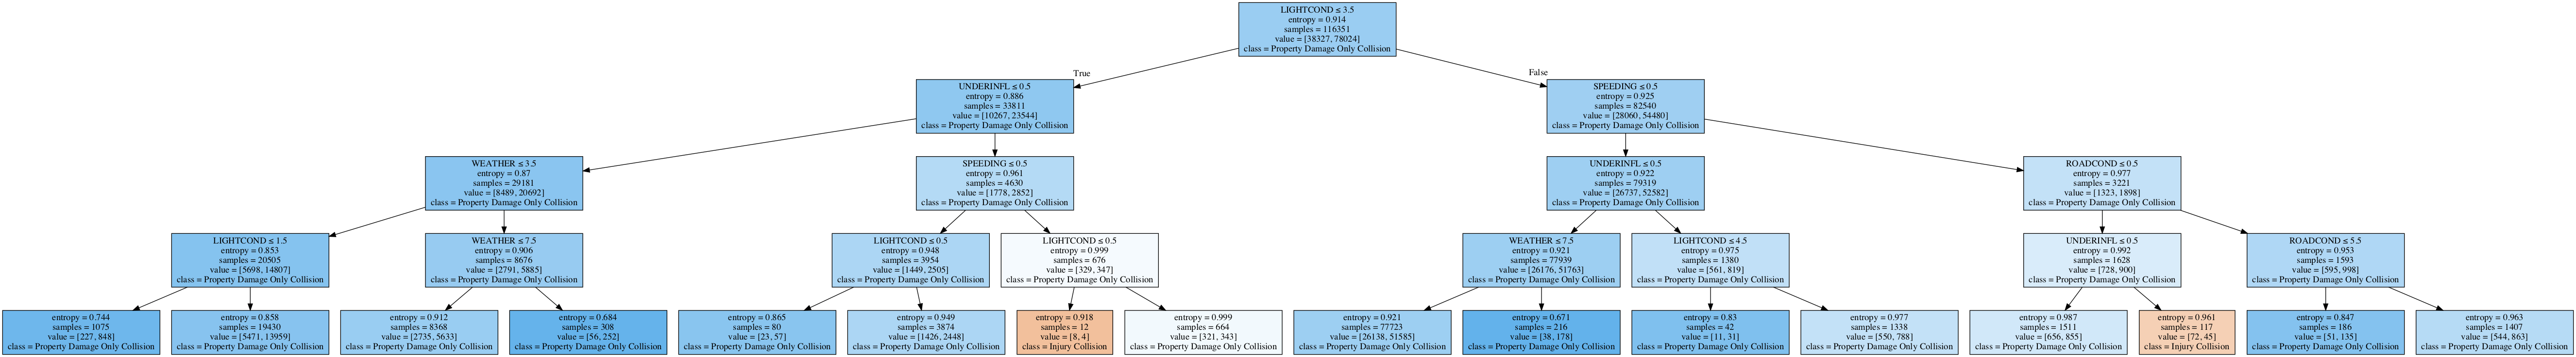 LIGHTCOND ≤ 3.5
entropy = 0.914
samples = 116351
value = [38327, 78024]
class = Property Damage Only Collision
True
False
UNDERINFL ≤ 0.5
entropy = 0.886
samples = 33811
value = [10267, 23544]
class = Property Damage Only Collision
SPEEDING ≤ 0.5
entropy = 0.925
samples = 82540
value = [28060, 54480]
class = Property Damage Only Collision
WEATHER ≤ 3.5
entropy = 0.87
samples = 29181
value = [8489, 20692]
class = Property Damage Only Collision
SPEEDING ≤ 0.5
entropy = 0.961
samples = 4630
value = [1778, 2852]
class = Property Damage Only Collision
UNDERINFL ≤ 0.5
entropy = 0.922
samples = 79319
value = [26737, 52582]
class = Property Damage Only Collision
ROADCOND ≤ 0.5
entropy = 0.977
samples = 3221
value = [1323, 1898]
class = Property Damage Only Collision
LIGHTCOND ≤ 1.5
entropy = 0.853
samples = 20505
value = [5698, 14807]
class = Property Damage Only Collision
WEATHER ≤ 7.5
entropy = 0.906
samples = 8676
value = [2791, 5885]
class = Property Damage Only Collision
LIGHTCOND ≤ 0.5
entropy = 0.948
samples = 3954
value = [1449, 2505]
class = Property Damage Only Collision
LIGHTCOND ≤ 0.5
entropy = 0.999
samples = 676
value = [329, 347]
class = Property Damage Only Collision
WEATHER ≤ 7.5
entropy = 0.921
samples = 77939
value = [26176, 51763]
class = Property Damage Only Collision
LIGHTCOND ≤ 4.5
entropy = 0.975
samples = 1380
value = [561, 819]
class = Property Damage Only Collision
UNDERINFL ≤ 0.5
entropy = 0.992
samples = 1628
value = [728, 900]
class = Property Damage Only Collision
ROADCOND ≤ 5.5
entropy = 0.953
samples = 1593
value = [595, 998]
class = Property Damage Only Collision
entropy = 0.744
samples = 1075
value = [227, 848]
class = Property Damage Only Collision
entropy = 0.858
samples = 19430
value = [5471, 13959]
class = Property Damage Only Collision
entropy = 0.912
samples = 8368
value = [2735, 5633]
class = Property Damage Only Collision
entropy = 0.684
samples = 308
value = [56, 252]
class = Property Damage Only Collision
entropy = 0.865
samples = 80
value = [23, 57]
class = Property Damage Only Collision
entropy = 0.949
samples = 3874
value = [1426, 2448]
class = Property Damage Only Collision
entropy = 0.918
samples = 12
value = [8, 4]
class = Injury Collision
entropy = 0.999
samples = 664
value = [321, 343]
class = Property Damage Only Collision
entropy = 0.921
samples = 77723
value = [26138, 51585]
class = Property Damage Only Collision
entropy = 0.671
samples = 216
value = [38, 178]
class = Property Damage Only Collision
entropy = 0.83
samples = 42
value = [11, 31]
class = Property Damage Only Collision
entropy = 0.977
samples = 1338
value = [550, 788]
class = Property Damage Only Collision
entropy = 0.987
samples = 1511
value = [656, 855]
class = Property Damage Only Collision
entropy = 0.961
samples = 117
value = [72, 45]
class = Injury Collision
entropy = 0.847
samples = 186
value = [51, 135]
class = Property Damage Only Collision
entropy = 0.963
samples = 1407
value = [544, 863]
class = Property Damage Only Collision